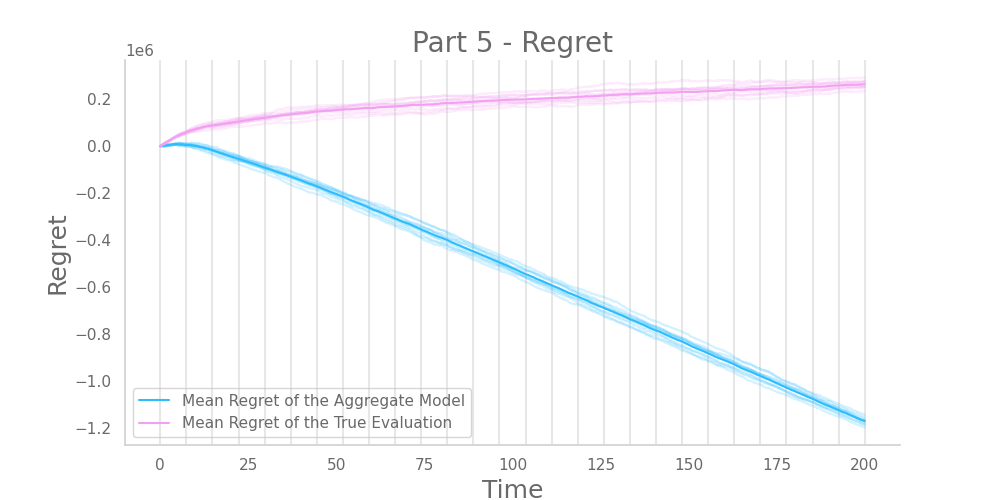 Part 5 - Regret
1e6
0.2
0.0
−0.2
−0.4
−0.6
−0.8
−1.0
−1.2
Regret
Mean Regret of the Aggregate Model
Mean Regret of the True Evaluation
0 25 50 75 100 125 150 175 200
Time